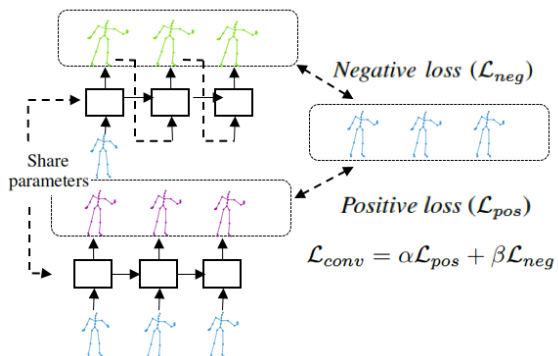 Negative loss (ℒ_neg)
Share
parameters
Positive loss (ℒ_pos)
ℒ_conv = αℒ_pos + βℒ_neg